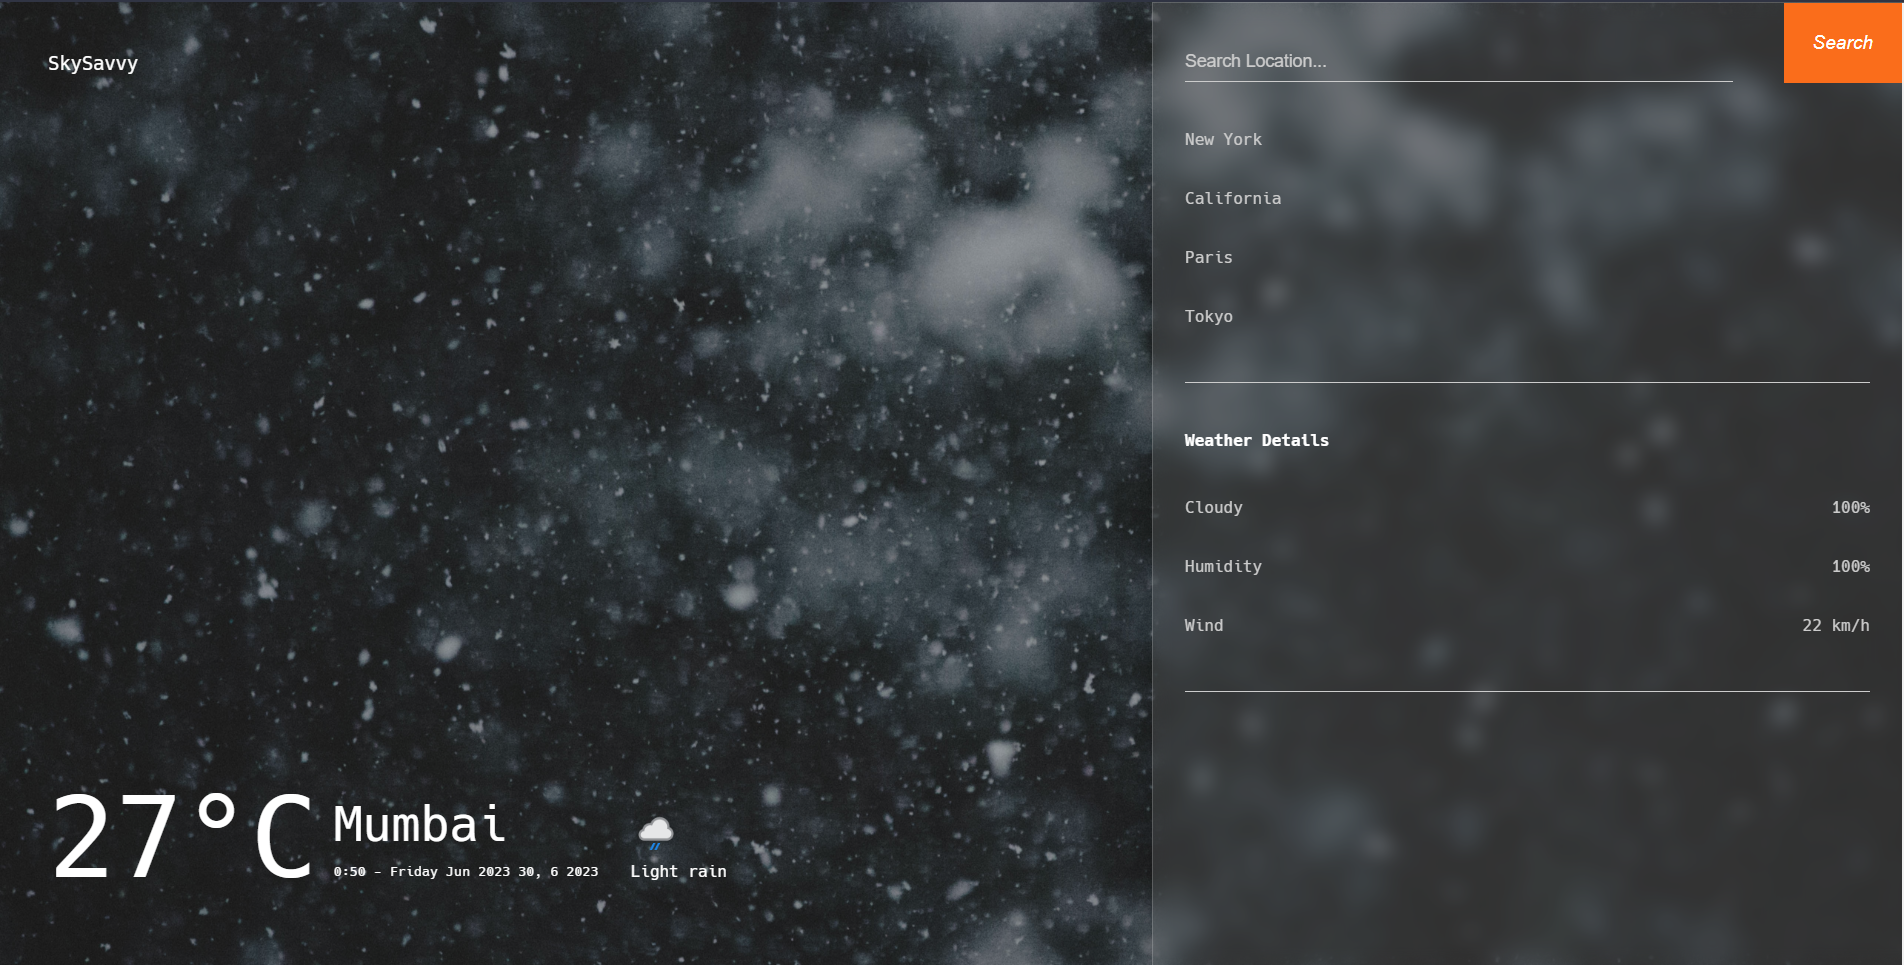 SkySavvy
Search Location...
Search
New York
California
Paris
Tokyo
Weather Details
Cloudy 100%
Humidity 100%
Wind 22 km/h
27°C
Mumbai
0:50 - Friday Jun 2023 30, 6 2023
Light rain